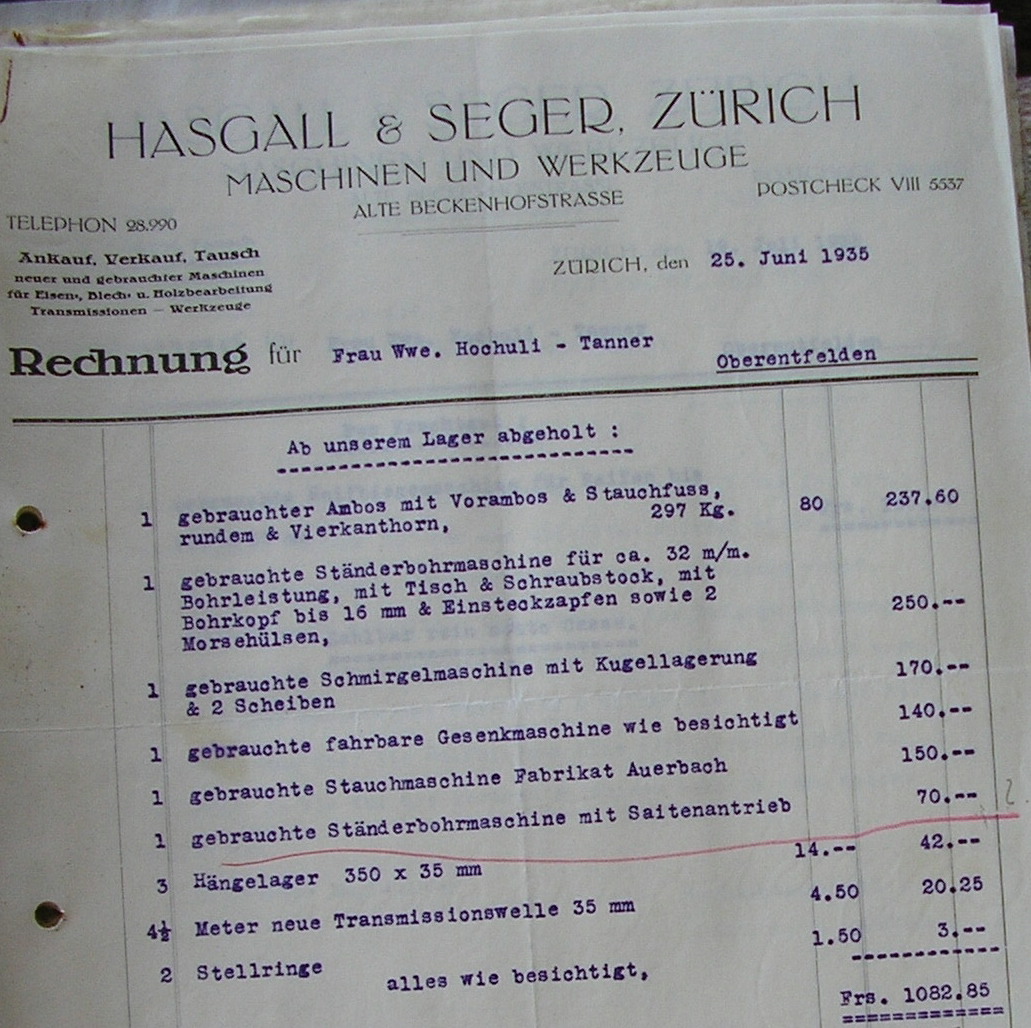 HASGALL & SEGER, ZÜRICH
MASCHINEN UND WERKZEUGE
ALTE BECKENHOFSTRASSE
POSTCHECK VIII 5537
TELEPHON 28.990
Ankauf, Verkauf, Tausch
neuer und gebrauchter Maschinen
für Eisen-, Blech- u. Holzbearbeitung
Transmissionen — Werkzeuge
ZÜRICH, den 25. Juni 1935
Rechnung für Frau Wwe. Hochuli - Tanner
Oberentfelden
Ab unserem Lager abgeholt :
1 gebrauchter Ambos mit Vorambos & Stauchfuss,
rundem & Vierkanthorn, 297 Kg. 80 237.60
1 gebrauchte Ständerbohrmaschine für ca. 32 m/m.
Bohrleistung, mit Tisch & Schraubstock, mit
Bohrkopf bis 16 mm & Einsteckzapfen sowie 2
Morsehülsen, 250.--
1 gebrauchte Schmirgelmaschine mit Kugellagerung
& 2 Scheiben 170.--
1 gebrauchte fahrbare Gesenkmaschine wie besichtigt 140.--
1 gebrauchte Stauchmaschine Fabrikat Auerbach 150.--
1 gebrauchte Ständerbohrmaschine mit Saitenantrieb 70.--
3 Hängelager 350 x 35 mm 14.-- 42.--
4½ Meter neue Transmissionswelle 35 mm 4.50 20.25
2 Stellringe 1.50 3.--
alles wie besichtigt,
Frs. 1082.85